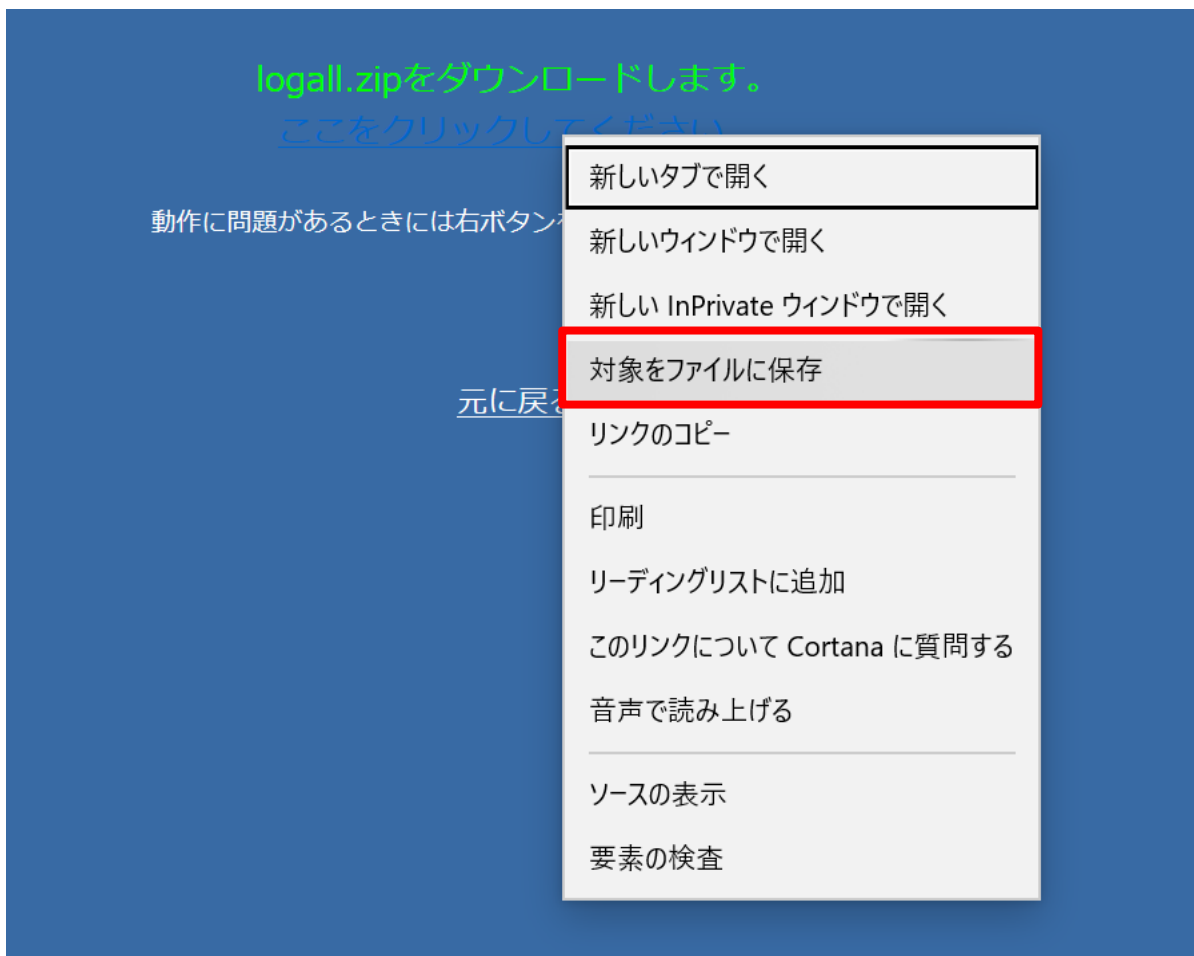 logall.zipをダウンロードします。
ここをクリックしてください
動作に問題があるときには右ボタン
元に戻る
新しいタブで開く
新しいウィンドウで開く
新しい InPrivate ウィンドウで開く
対象をファイルに保存
リンクのコピー
印刷
リーディングリストに追加
このリンクについて Cortana に質問する
音声で読み上げる
ソースの表示
要素の検査